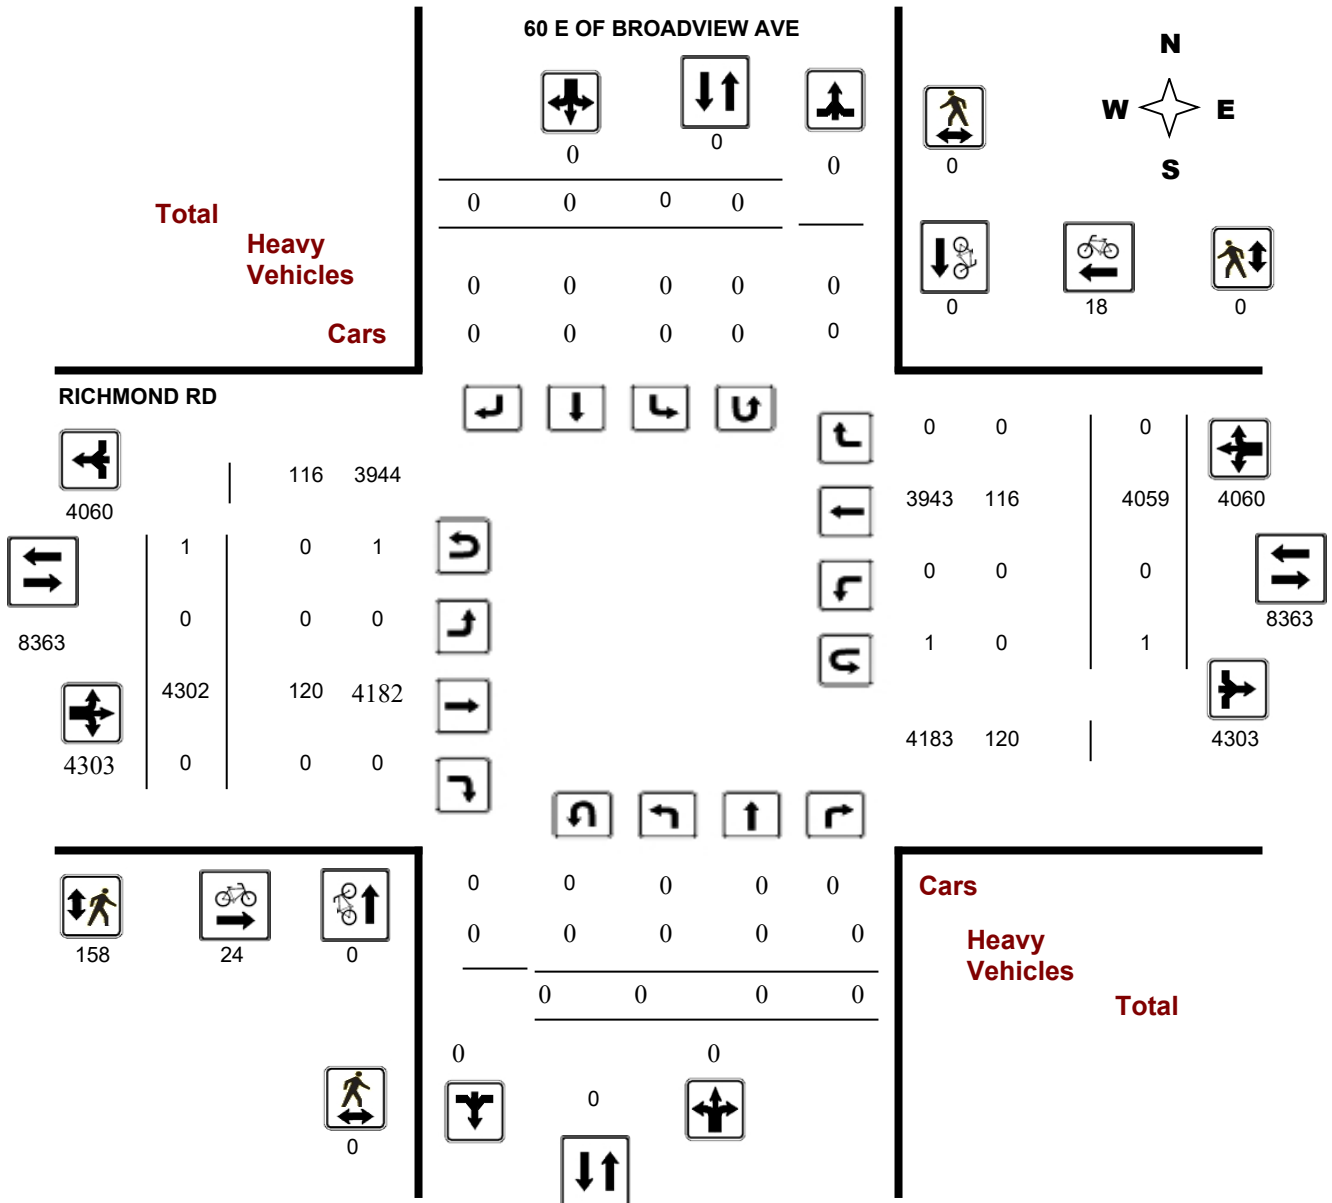 60 E OF BROADVIEW AVE
N
W E
S
0 0 0 0
0 0 0 0
Total
Heavy
Vehicles
0 18 0
0 0 0 0 0
Cars
0 0 0 0 0
RICHMOND RD
0 0 0
116 3944
4060
3943 116 4059 4060
1 0 1
0 0 0
8363
0 0 0
8363
1 0 1
4302 120 4182
4303
0 0 0
4183 120 4303
0 0 0 0 0
Cars
158 24 0
0 0 0 0 0
Heavy
Vehicles
0 0 0 0
Total
0 0
0
0